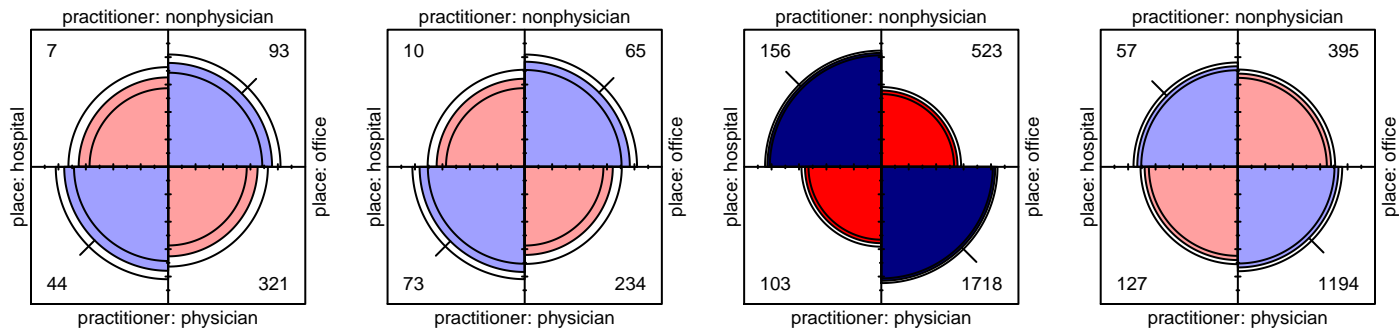 practitioner: nonphysician
7
93
place: hospital
place: office
44
321
practitioner: physician
practitioner: nonphysician
10
65
place: hospital
place: office
73
234
practitioner: physician
practitioner: nonphysician
156
523
place: hospital
place: office
103
1718
practitioner: physician
practitioner: nonphysician
57
395
place: hospital
place: office
127
1194
practitioner: physician